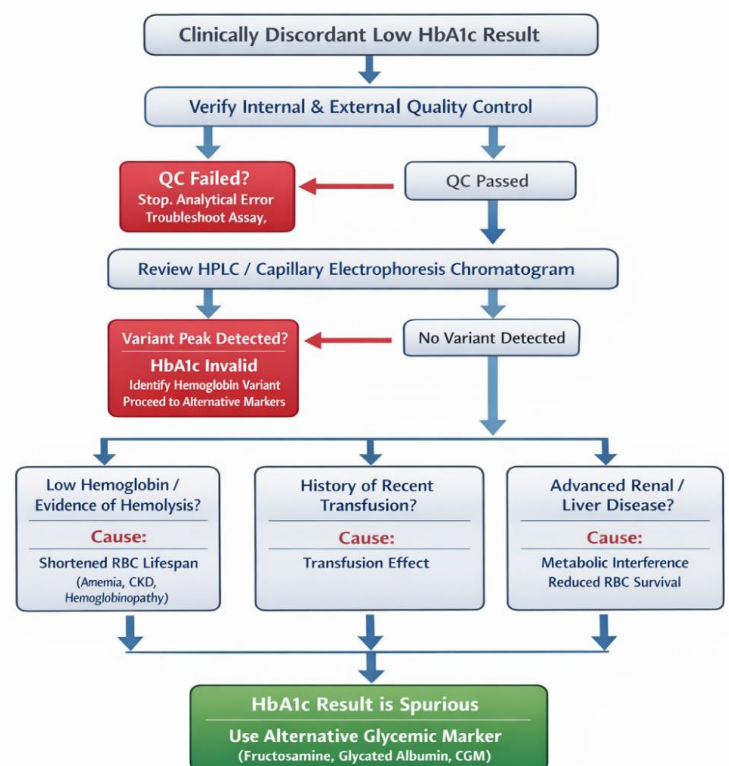 Clinically Discordant Low HbA1c Result
Verify Internal & External Quality Control
QC Failed?
Stop. Analytical Error
Troubleshoot Assay,
QC Passed
Review HPLC / Capillary Electrophoresis Chromatogram
Variant Peak Detected?
HbA1c Invalid
Identify Hemoglobin Variant
Proceed to Alternative Markers
No Variant Detected
Low Hemoglobin /
Evidence of Hemolysis?
Cause:
Shortened RBC Lifespan
(Amemia, CKD,
Hemoglobinopathy)
History of Recent
Transfusion?
Cause:
Transfusion Effect
Advanced Renal /
Liver Disease?
Cause:
Metabolic Interference
Reduced RBC Survival
HbA1c Result is Spurious
Use Alternative Glycemic Marker
(Fructosamine, Glycated Albumin, CGM)